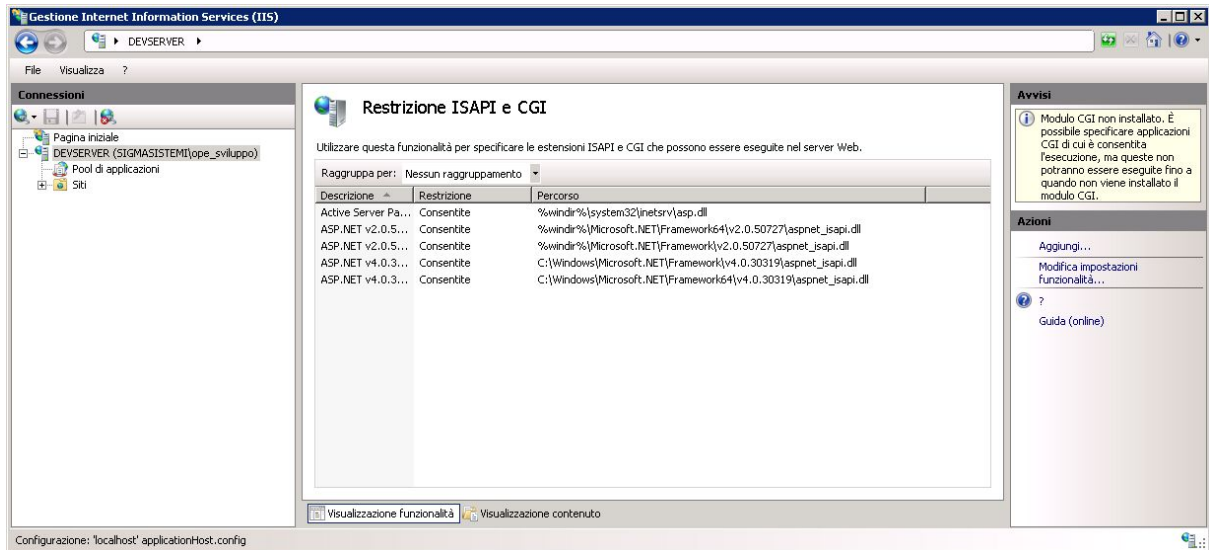 Gestione Internet Information Services (IIS)
DEVSERVER
File Visualizza ?
Connessioni
Pagina iniziale
DEVSERVER (SIGMASISTEMI\ope_sviluppo)
Pool di applicazioni
Siti
Restrizione ISAPI e CGI
Utilizzare questa funzionalità per specificare le estensioni ISAPI e CGI che possono essere eseguite nel server Web.
Raggruppa per: Nessun raggruppamento
Descrizione Restrizione Percorso
Active Server Pa... Consentite %windir%\system32\inetsrv\asp.dll
ASP.NET v2.0.5... Consentite %windir%\Microsoft.NET\Framework64\v2.0.50727\aspnet_isapi.dll
ASP.NET v2.0.5... Consentite %windir%\Microsoft.NET\Framework\v2.0.50727\aspnet_isapi.dll
ASP.NET v4.0.3... Consentite C:\Windows\Microsoft.NET\Framework\v4.0.30319\aspnet_isapi.dll
ASP.NET v4.0.3... Consentite C:\Windows\Microsoft.NET\Framework64\v4.0.30319\aspnet_isapi.dll
Visualizzazione funzionalità Visualizzazione contenuto
Avvisi
Modulo CGI non installato. È
possibile specificare applicazioni
CGI di cui è consentita
l'esecuzione, ma queste non
potranno essere eseguite fino a
quando non viene installato il
modulo CGI.
Azioni
Aggiungi...
Modifica impostazioni
funzionalità...
?
Guida (online)
Configurazione: 'localhost' applicationHost.config